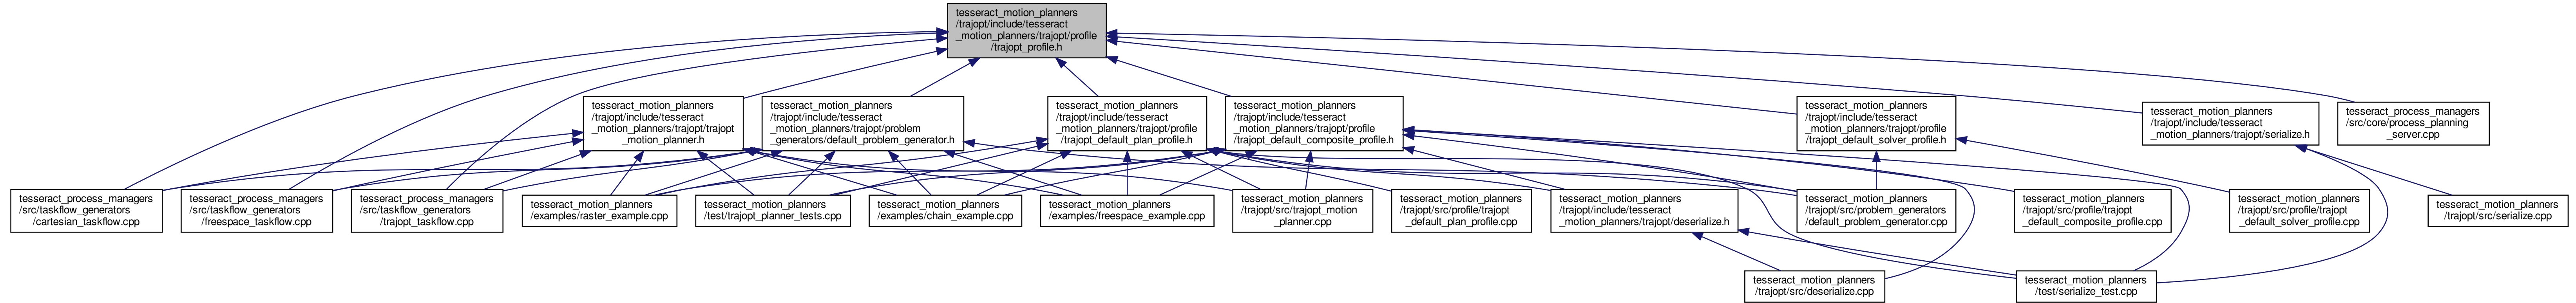 tesseract_motion_planners
/trajopt/include/tesseract
_motion_planners/trajopt/profile
/trajopt_profile.h
tesseract_motion_planners
/trajopt/include/tesseract
_motion_planners/trajopt/trajopt
_motion_planner.h
tesseract_motion_planners
/trajopt/include/tesseract
_motion_planners/trajopt/problem
_generators/default_problem_generator.h
tesseract_motion_planners
/trajopt/include/tesseract
_motion_planners/trajopt/profile
/trajopt_default_plan_profile.h
tesseract_motion_planners
/trajopt/include/tesseract
_motion_planners/trajopt/profile
/trajopt_default_composite_profile.h
tesseract_motion_planners
/trajopt/include/tesseract
_motion_planners/trajopt/profile
/trajopt_default_solver_profile.h
tesseract_motion_planners
/trajopt/include/tesseract
_motion_planners/trajopt/serialize.h
tesseract_process_managers
/src/core/process_planning
_server.cpp
tesseract_process_managers
/src/taskflow_generators
/cartesian_taskflow.cpp
tesseract_process_managers
/src/taskflow_generators
/freespace_taskflow.cpp
tesseract_process_managers
/src/taskflow_generators
/trajopt_taskflow.cpp
tesseract_motion_planners
/examples/raster_example.cpp
tesseract_motion_planners
/test/trajopt_planner_tests.cpp
tesseract_motion_planners
/examples/chain_example.cpp
tesseract_motion_planners
/examples/freespace_example.cpp
tesseract_motion_planners
/trajopt/src/trajopt_motion
_planner.cpp
tesseract_motion_planners
/trajopt/src/profile/trajopt
_default_plan_profile.cpp
tesseract_motion_planners
/trajopt/include/tesseract
_motion_planners/trajopt/deserialize.h
tesseract_motion_planners
/trajopt/src/problem_generators
/default_problem_generator.cpp
tesseract_motion_planners
/trajopt/src/profile/trajopt
_default_composite_profile.cpp
tesseract_motion_planners
/trajopt/src/profile/trajopt
_default_solver_profile.cpp
tesseract_motion_planners
/trajopt/src/serialize.cpp
tesseract_motion_planners
/trajopt/src/deserialize.cpp
tesseract_motion_planners
/test/serialize_test.cpp